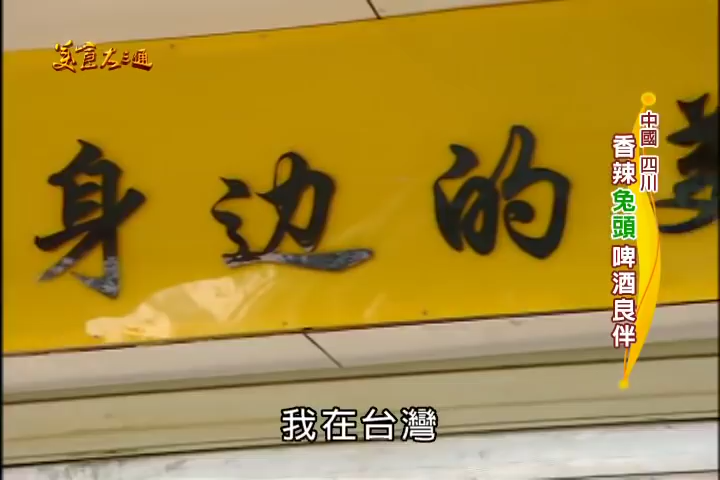 美食大三通
身边的
中國 四川
香辣兔頭 啤酒良伴
我在台灣